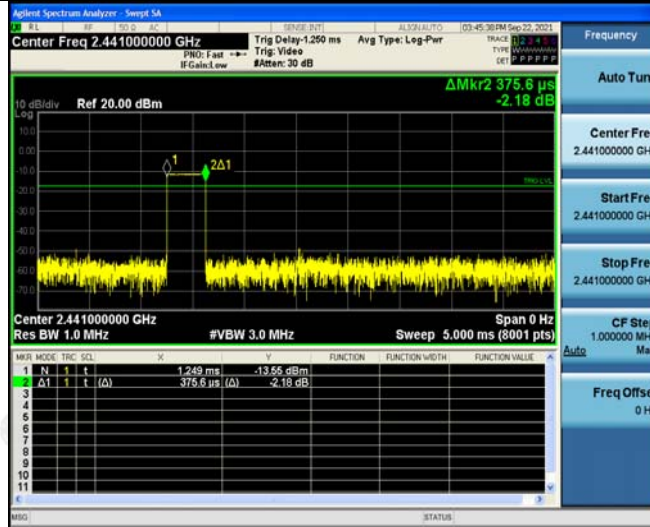 Agilent Spectrum Analyzer - Swept SA
RL RF 50 Ω AC SENSE:INT ALIGNAUTO 03:45:38 PM Sep 22, 2021
Center Freq 2.441000000 GHz
PNO: Fast
IFGain:Low
Trig Delay-1.250 ms
Trig: Video
#Atten: 30 dB
Avg Type: Log-Pwr
TRACE 1 2 3 4 5 6
TYPE
DET P P P P P P
ΔMkr2 375.6 µs
-2.18 dB
10 dB/div Ref 20.00 dBm
Log
10.0
0.00
-10.0
-20.0
-30.0
-40.0
-50.0
-60.0
-70.0
1
2Δ1
TRIG LVL
Center 2.441000000 GHz Span 0 Hz
Res BW 1.0 MHz #VBW 3.0 MHz Sweep 5.000 ms (8001 pts)
MKR MODE TRC SCL X Y FUNCTION FUNCTION WIDTH FUNCTION VALUE
1 N 1 t 1.249 ms -13.55 dBm
2 Δ1 1 t (Δ) 375.6 µs (Δ) -2.18 dB
3
4
5
6
7
8
9
10
11
MSG STATUS
Frequency
Auto Tun
Center Fre
2.441000000 GH
Start Fre
2.441000000 GH
Stop Fre
2.441000000 GH
CF Ste
1.000000 MH
Auto Ma
Freq Offse
0 H